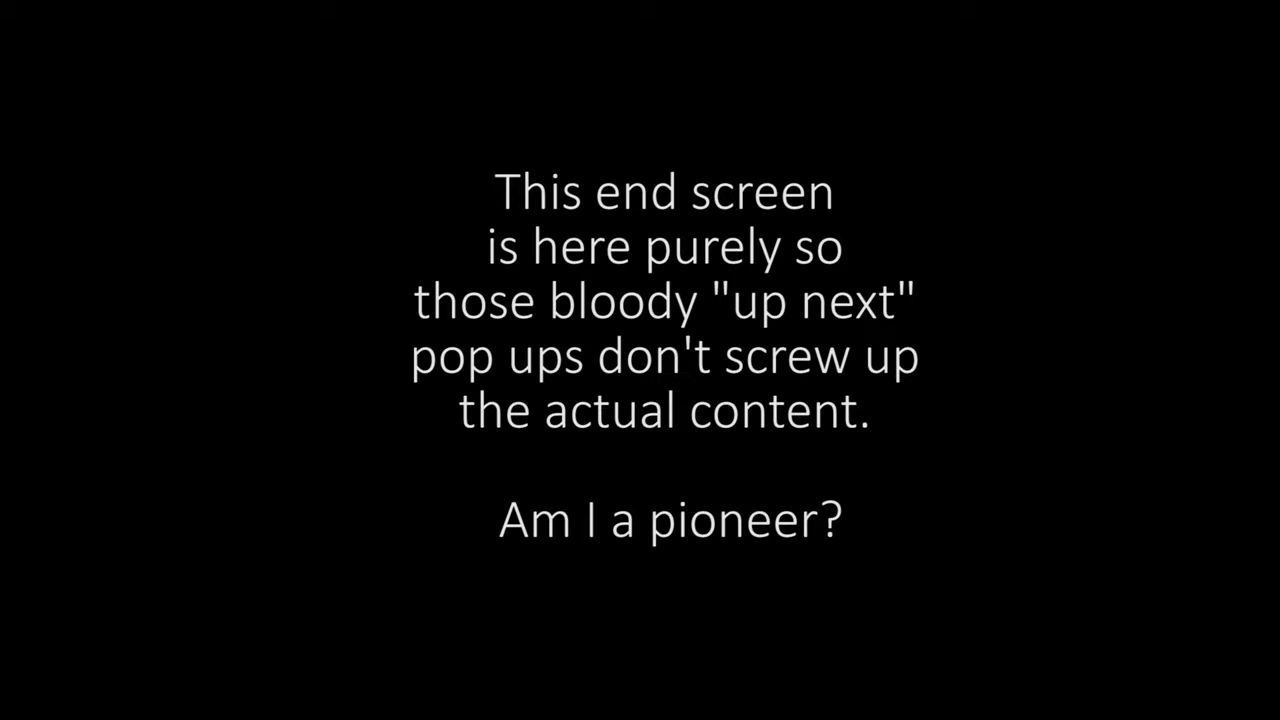 This end screen
is here purely so
those bloody "up next"
pop ups don't screw up
the actual content.
Am I a pioneer?